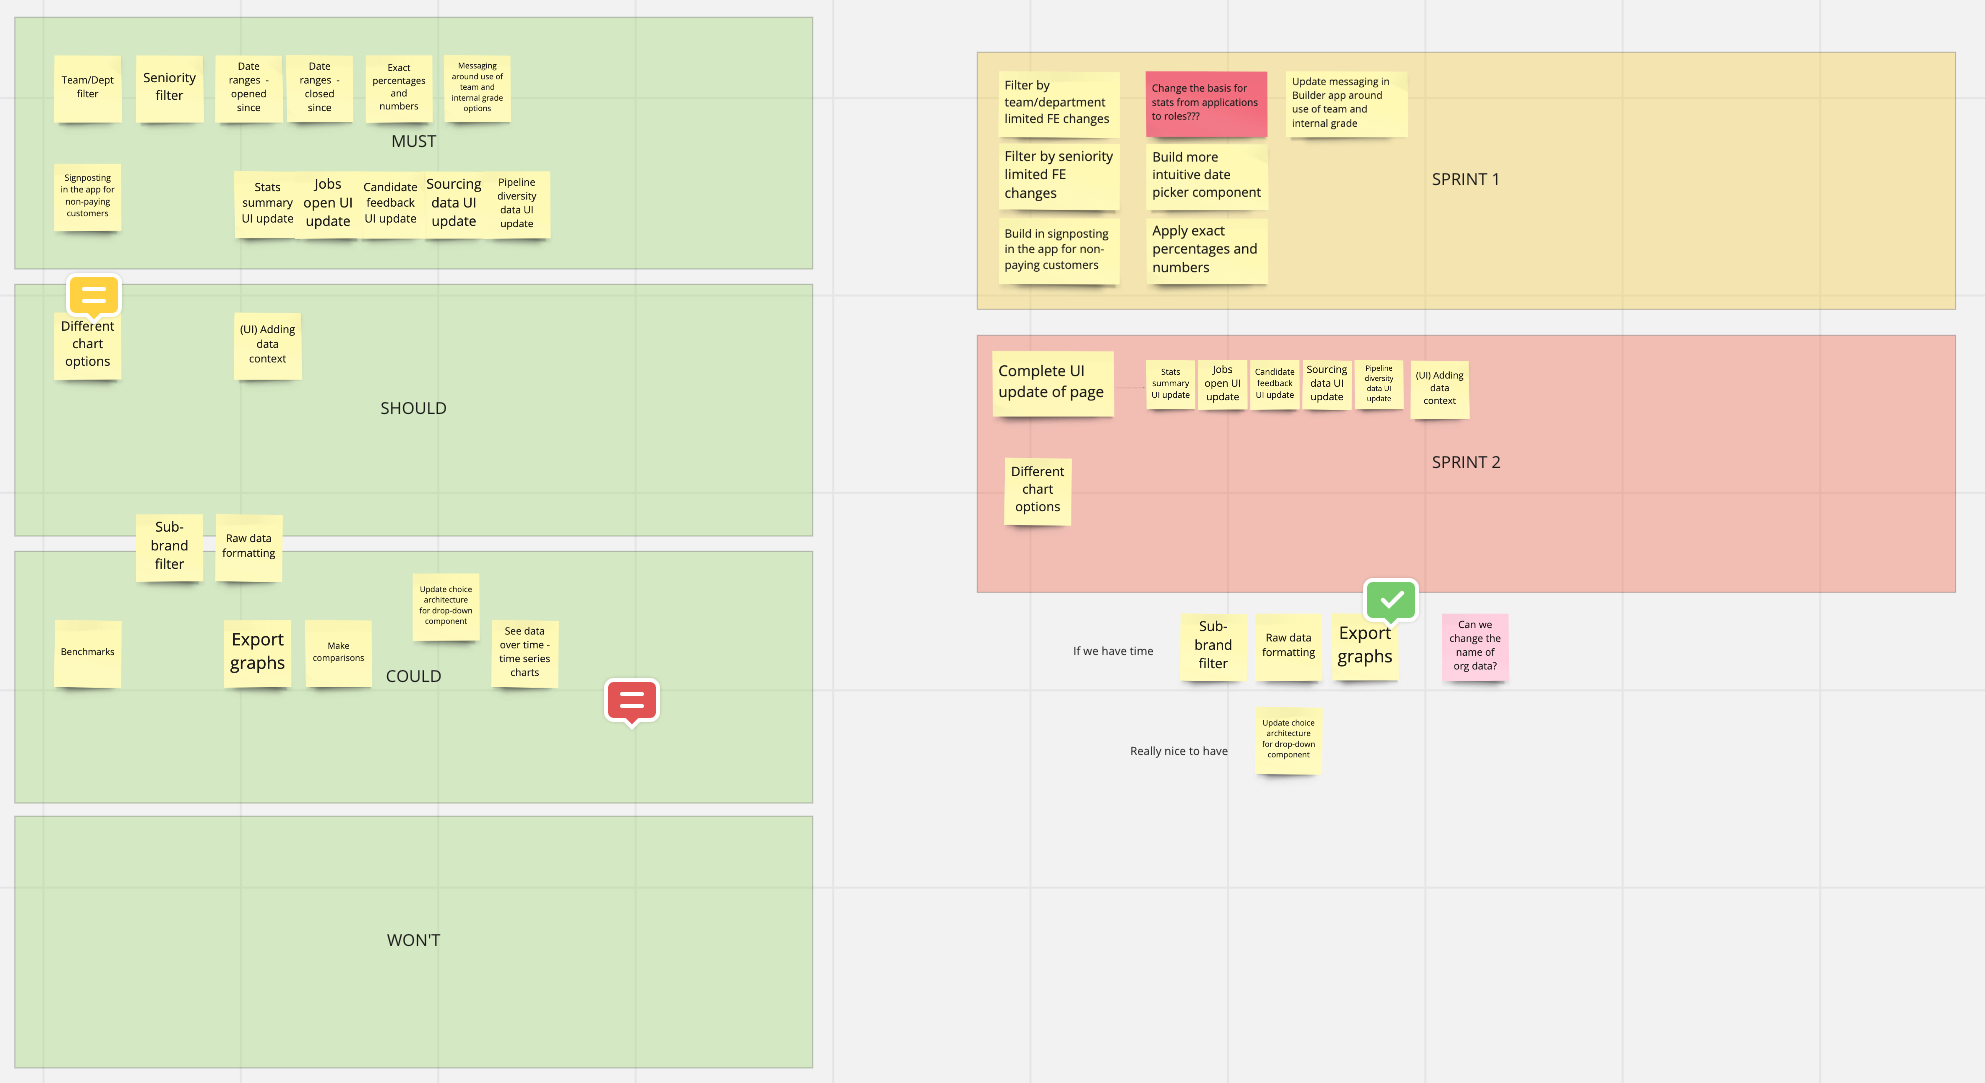 Team/Dept
filter
Seniority
filter
Date
ranges -
opened
since
Date
ranges -
closed
since
Exact
percentages
and
numbers
Messaging
around use of
team and
internal grade
options
MUST
Signposting
in the app for
non-paying
customers
Stats
summary
UI update
Jobs
open UI
update
Candidate
feedback
UI update
Sourcing
data UI
update
Pipeline
diversity
data UI
update
Different
chart
options
(UI) Adding
data
context
SHOULD
Sub-
brand
filter
Raw data
formatting
Benchmarks
Export
graphs
Make
comparisons
Update choice
architecture
for drop-down
component
See data
over time -
time series
charts
COULD
WON'T
Filter by
team/department
limited FE changes
Change the basis for
stats from applications
to roles???
Update messaging in
Builder app around
use of team and
internal grade
Filter by seniority
limited FE
changes
Build more
intuitive date
picker component
SPRINT 1
Build in signposting
in the app for non-
paying customers
Apply exact
percentages and
numbers
Complete UI
update of page
Stats
summary
UI update
Jobs
open UI
update
Candidate
feedback
UI update
Sourcing
data UI
update
Pipeline
diversity
data UI
update
(UI) Adding
data
context
SPRINT 2
Different
chart
options
If we have time
Sub-
brand
filter
Raw data
formatting
Export
graphs
Can we
change the
name of
org data?
Really nice to have
Update choice
architecture
for drop-down
component